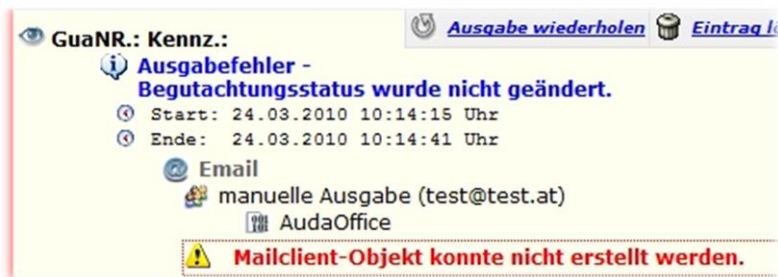 Ausgabe wiederholen Eintrag
GuaNR.: Kennz.:
Ausgabefehler -
Begutachtungsstatus wurde nicht geändert.
Start: 24.03.2010 10:14:15 Uhr
Ende: 24.03.2010 10:14:41 Uhr
Email
manuelle Ausgabe (test@test.at)
AudaOffice
Mailclient-Objekt konnte nicht erstellt werden.